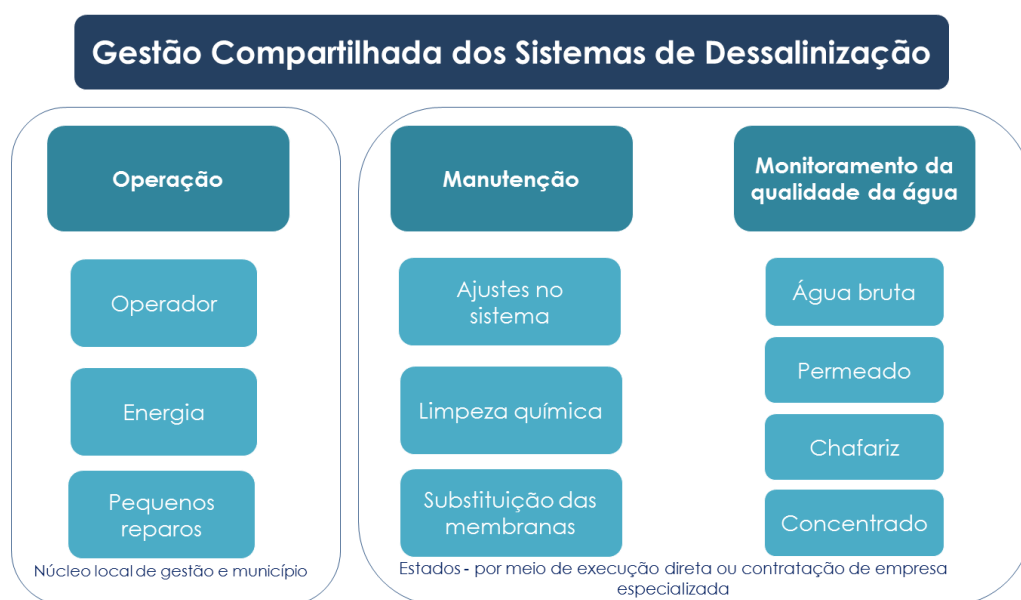 Gestão Compartilhada dos Sistemas de Dessalinização
Operação
Operador
Energia
Pequenos
reparos
Núcleo local de gestão e município
Manutenção
Ajustes no
sistema
Limpeza química
Substituição das
membranas
Monitoramento da
qualidade da água
Água bruta
Permeado
Chafariz
Concentrado
Estados - por meio de execução direta ou contratação de empresa
especializada